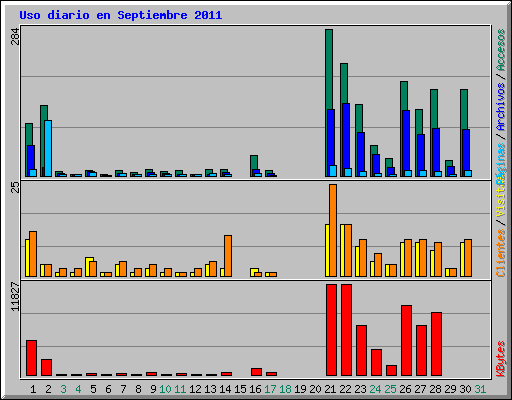 Uso diario en Septiembre 2011
284
25
11827
Accesos / Archivos / Páginas
Visitas / Clientes
KBytes
1 2 3 4 5 6 7 8 9 10 11 12 13 14 15 16 17 18 19 20 21 22 23 24 25 26 27 28 29 30 31